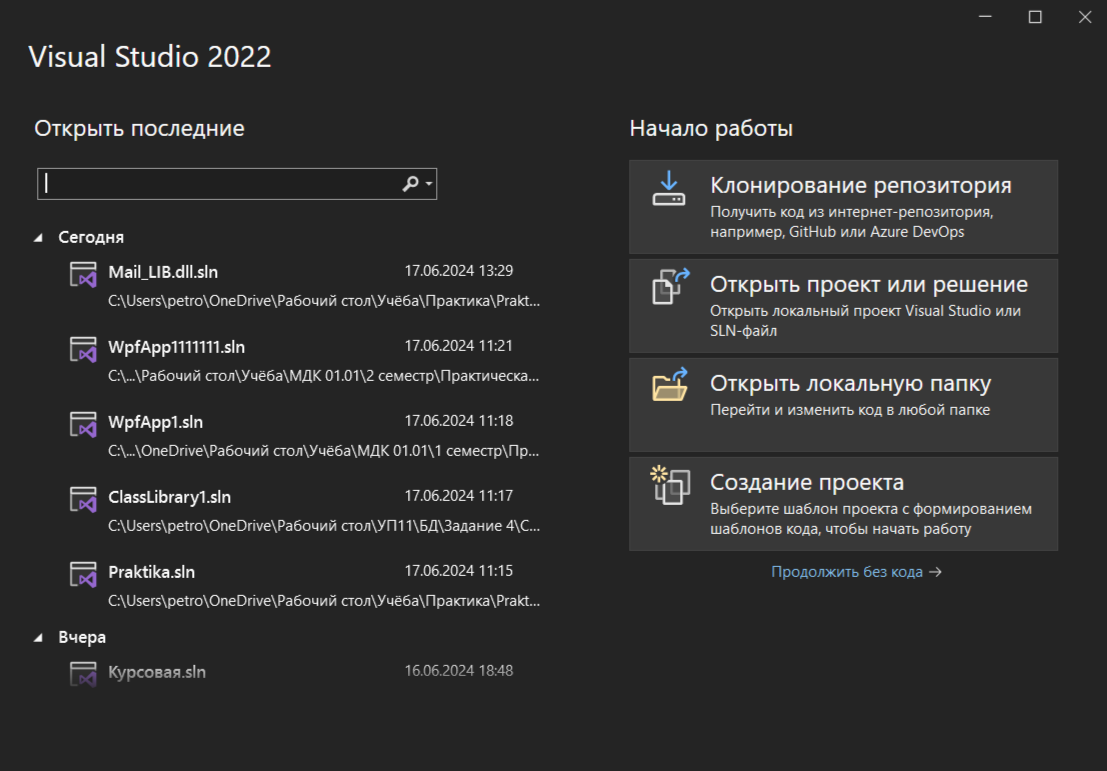 Visual Studio 2022
Открыть последние
Сегодня
Mail_LIB.dll.sln 17.06.2024 13:29
C:\Users\petro\OneDrive\Рабочий стол\Учёба\Практика\Prakt...
WpfApp1111111.sln 17.06.2024 11:21
C:\...\Рабочий стол\Учёба\МДК 01.01\2 семестр\Практическа...
WpfApp1.sln 17.06.2024 11:18
C:\...\OneDrive\Рабочий стол\Учёба\МДК 01.01\1 семестр\Пр...
ClassLibrary1.sln 17.06.2024 11:17
C:\Users\petro\OneDrive\Рабочий стол\УП11\БД\Задание 4\C...
Praktika.sln 17.06.2024 11:15
C:\Users\petro\OneDrive\Рабочий стол\Учёба\Практика\Prakt...
Вчера
Курсовая.sln 16.06.2024 18:48
Начало работы
Клонирование репозитория
Получить код из интернет-репозитория,
например, GitHub или Azure DevOps
Открыть проект или решение
Открыть локальный проект Visual Studio или
SLN-файл
Открыть локальную папку
Перейти и изменить код в любой папке
Создание проекта
Выберите шаблон проекта с формированием
шаблонов кода, чтобы начать работу
Продолжить без кода →